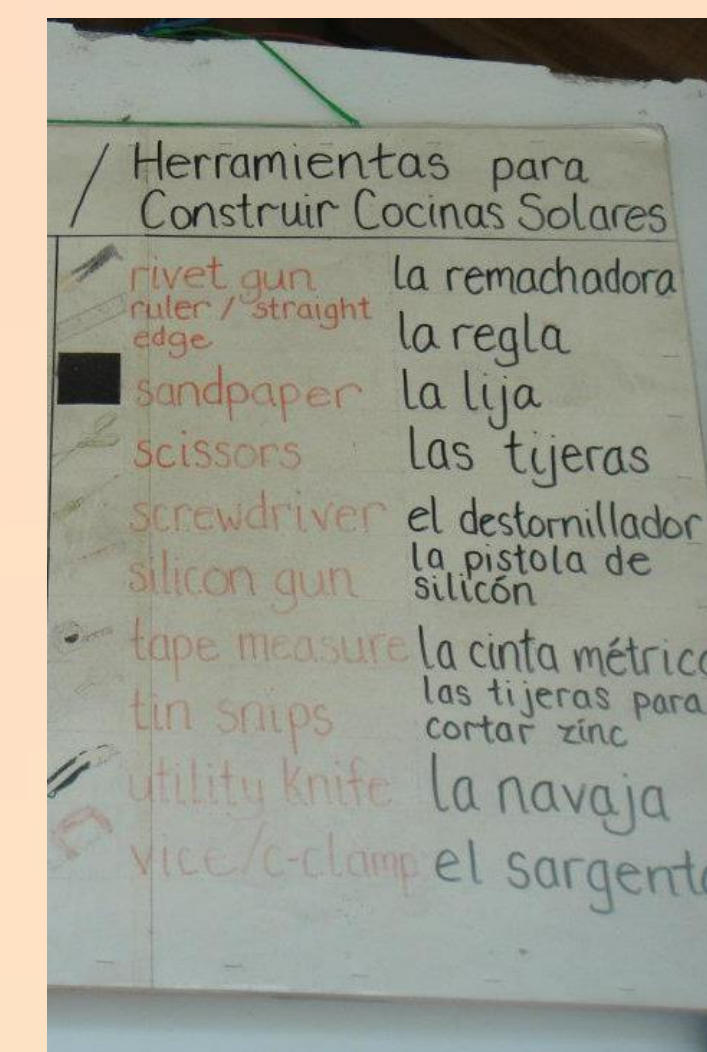 / Herramientas para
Construir Cocinas Solares
rivet gun la remachadora
ruler / straight
edge la regla
sandpaper la lija
scissors las tijeras
screwdriver el destornillador
silicon gun la pistola de
silicón
tape measure la cinta métrica
tin snips las tijeras para
cortar zinc
utility knife la navaja
vice/c-clamp el sargento